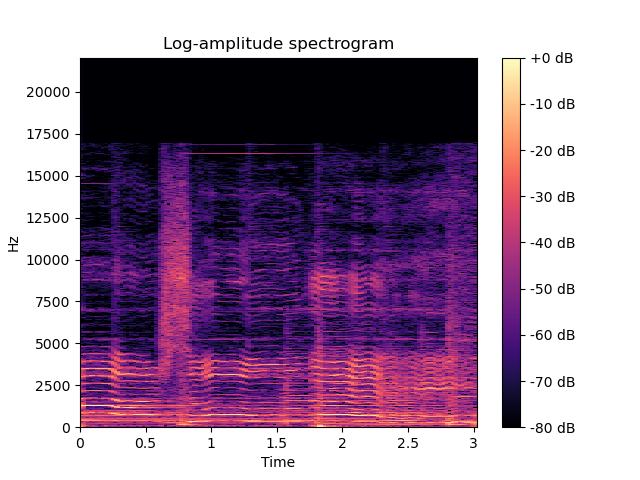 Log-amplitude spectrogram
Hz
20000
17500
15000
12500
10000
7500
5000
2500
0
0 0.5 1 1.5 2 2.5 3
Time
+0 dB
-10 dB
-20 dB
-30 dB
-40 dB
-50 dB
-60 dB
-70 dB
-80 dB